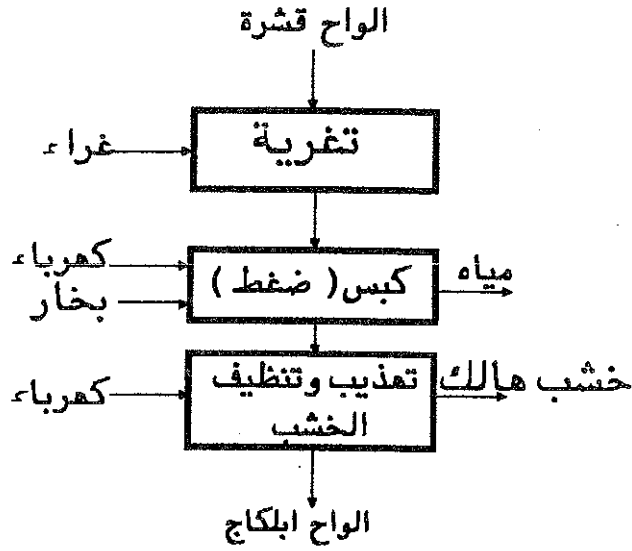 الواح قشرة
تغرية
غراء
كهرباء
كبس ( ضغط )
مياه
بخار
تهذيب وتنظيف
خشب هالك
كهرباء
الخشب
الواح ابلكاج